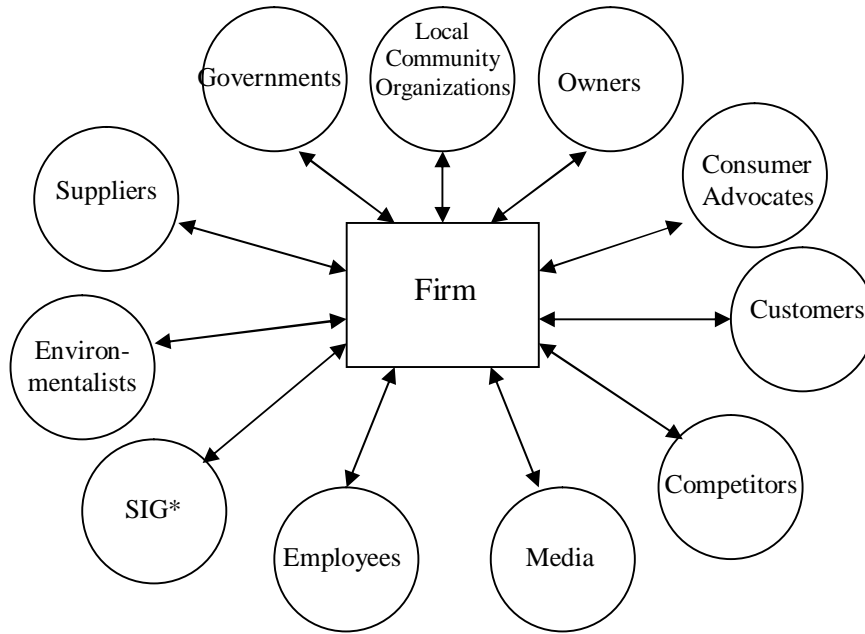 Local
Community
Organizations
Governments
Owners
Consumer
Advocates
Suppliers
Firm
Customers
Environ-
mentalists
Competitors
SIG*
Employees
Media